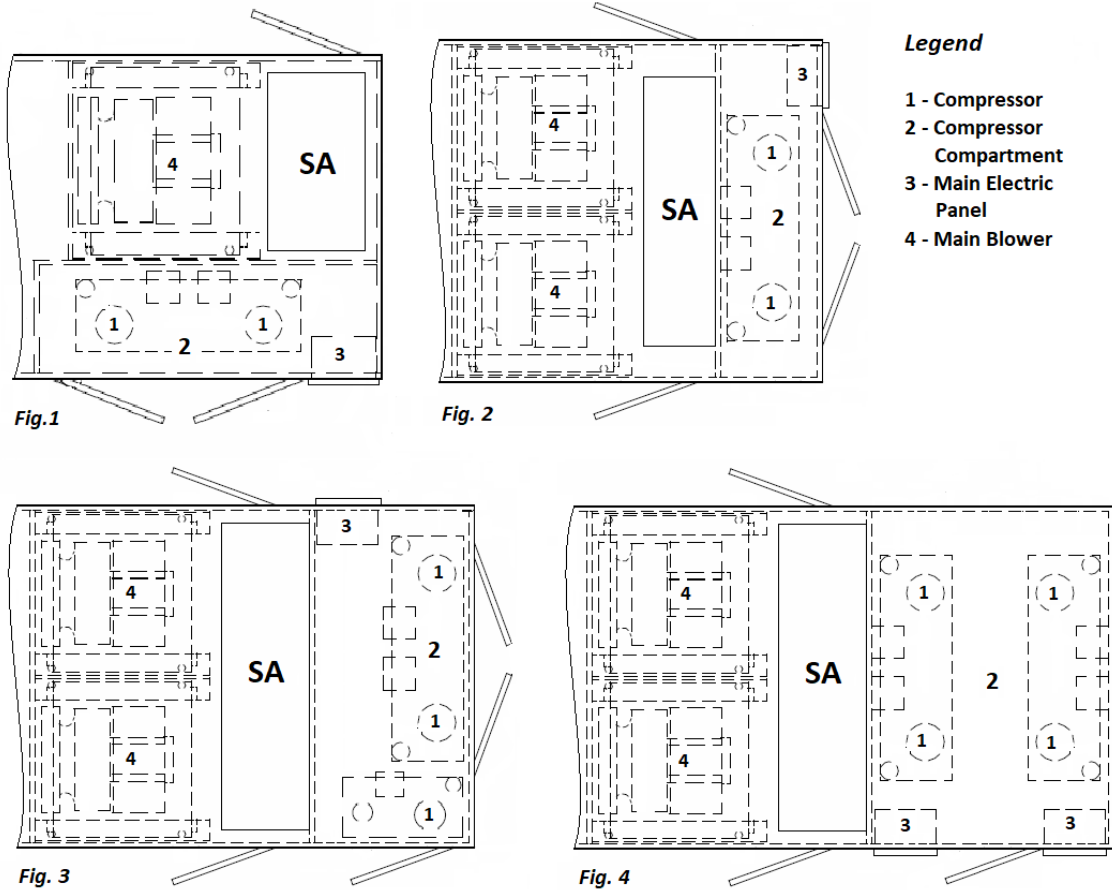 Legend
1 - Compressor
2 - Compressor
Compartment
3 - Main Electric
Panel
4 - Main Blower
4
SA
1
2
1
3
Fig.1
3
4
SA
1
2
4
1
Fig. 2
3
4
1
SA
2
1
4
1
Fig. 3
4
1
1
SA
2
4
1
1
3
3
Fig. 4